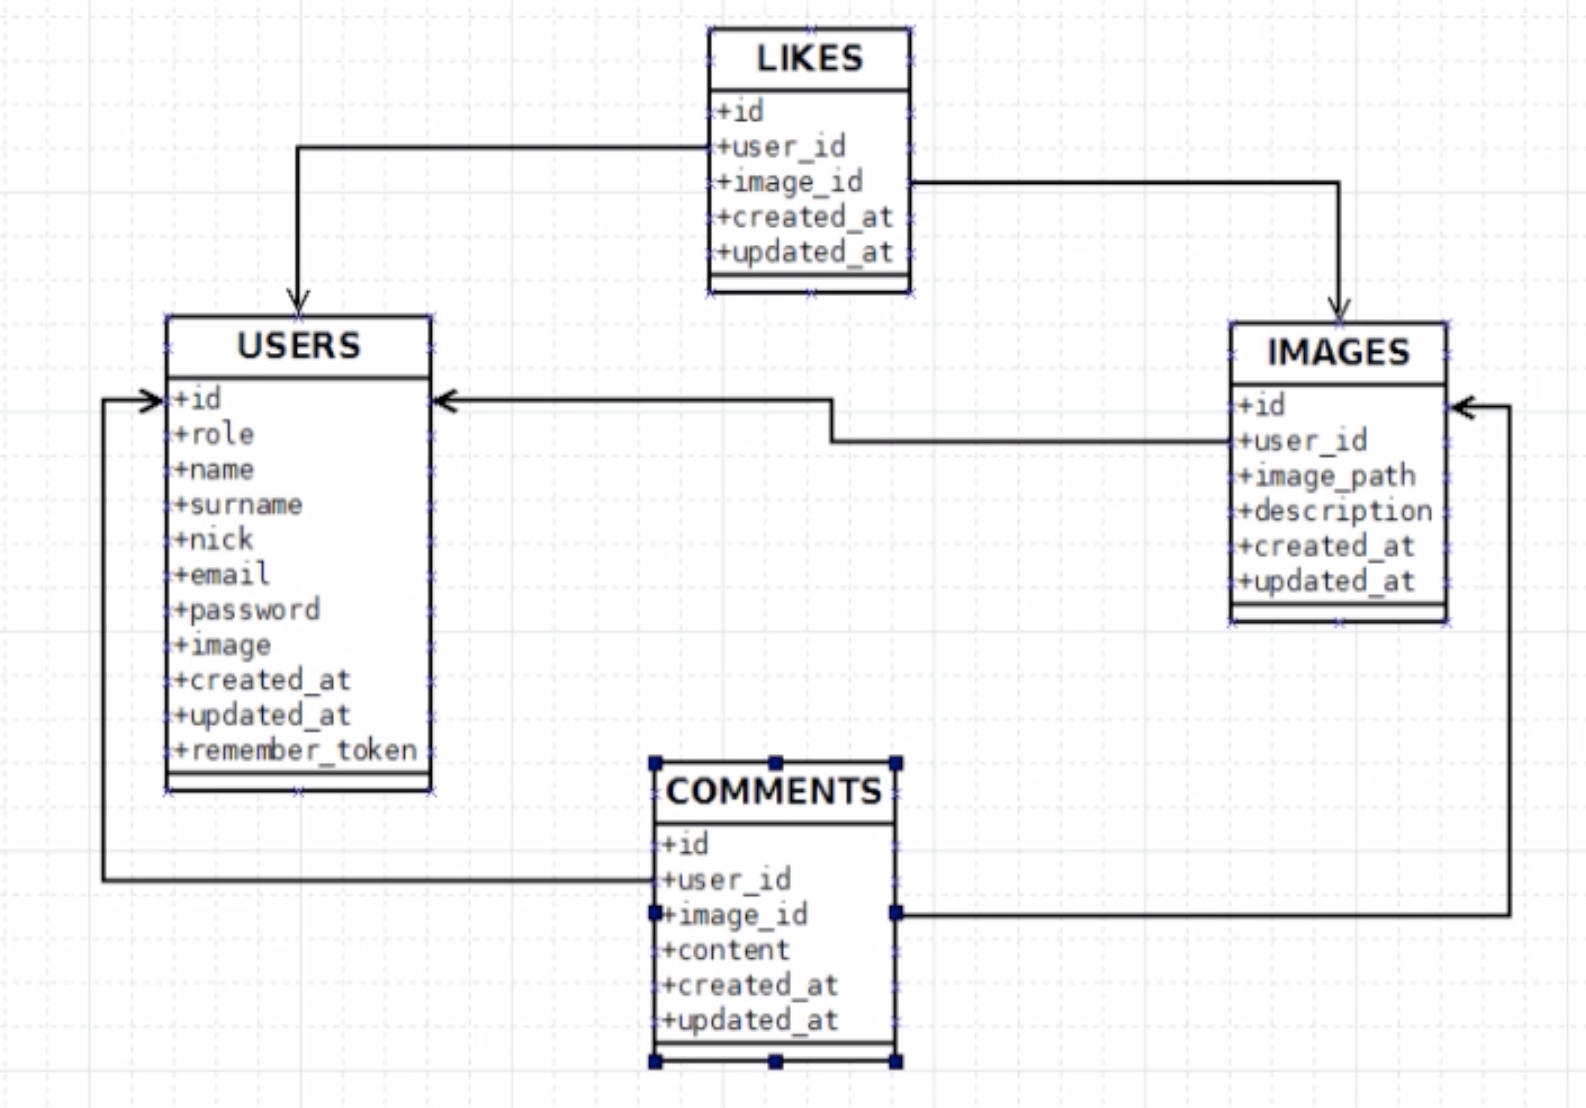 LIKES
+id
+user_id
+image_id
+created_at
+updated_at
USERS
+id
+role
+name
+surname
+nick
+email
+password
+image
+created_at
+updated_at
+remember_token
IMAGES
+id
+user_id
+image_path
+description
+created_at
+updated_at
COMMENTS
+id
+user_id
+image_id
+content
+created_at
+updated_at